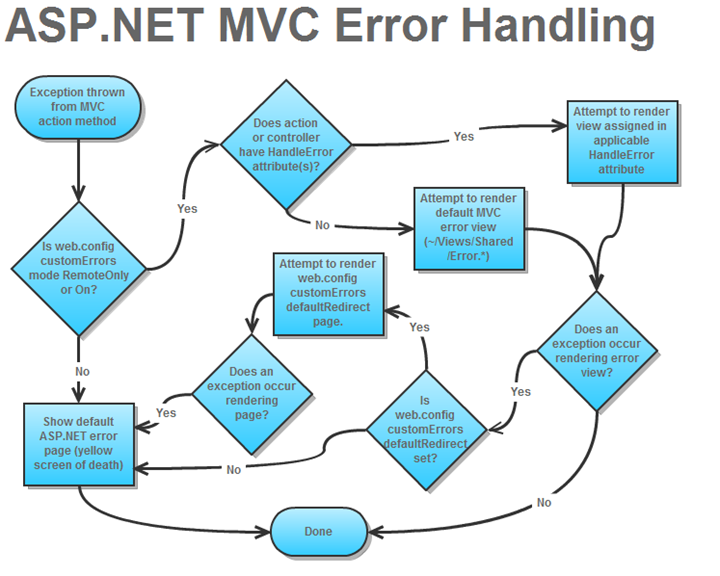 ASP.NET MVC Error Handling
Exception thrown
from MVC
action method
Does action
or controller
have HandleError
attribute(s)?
Yes
Attempt to render
view assigned in
applicable
HandleError
attribute
Yes
No
Attempt to render
default MVC
error view
(~/Views/Shared
/Error.*)
Is web.config
customErrors
mode RemoteOnly
or On?
Attempt to render
web.config
customErrors
defaultRedirect
page.
Yes
Does an
exception occur
rendering error
view?
No
Does an
exception occur
rendering
page?
Yes
Yes
Is
web.config
customErrors
defaultRedirect
set?
Show default
ASP.NET error
page (yellow
screen of death)
No
No
Done